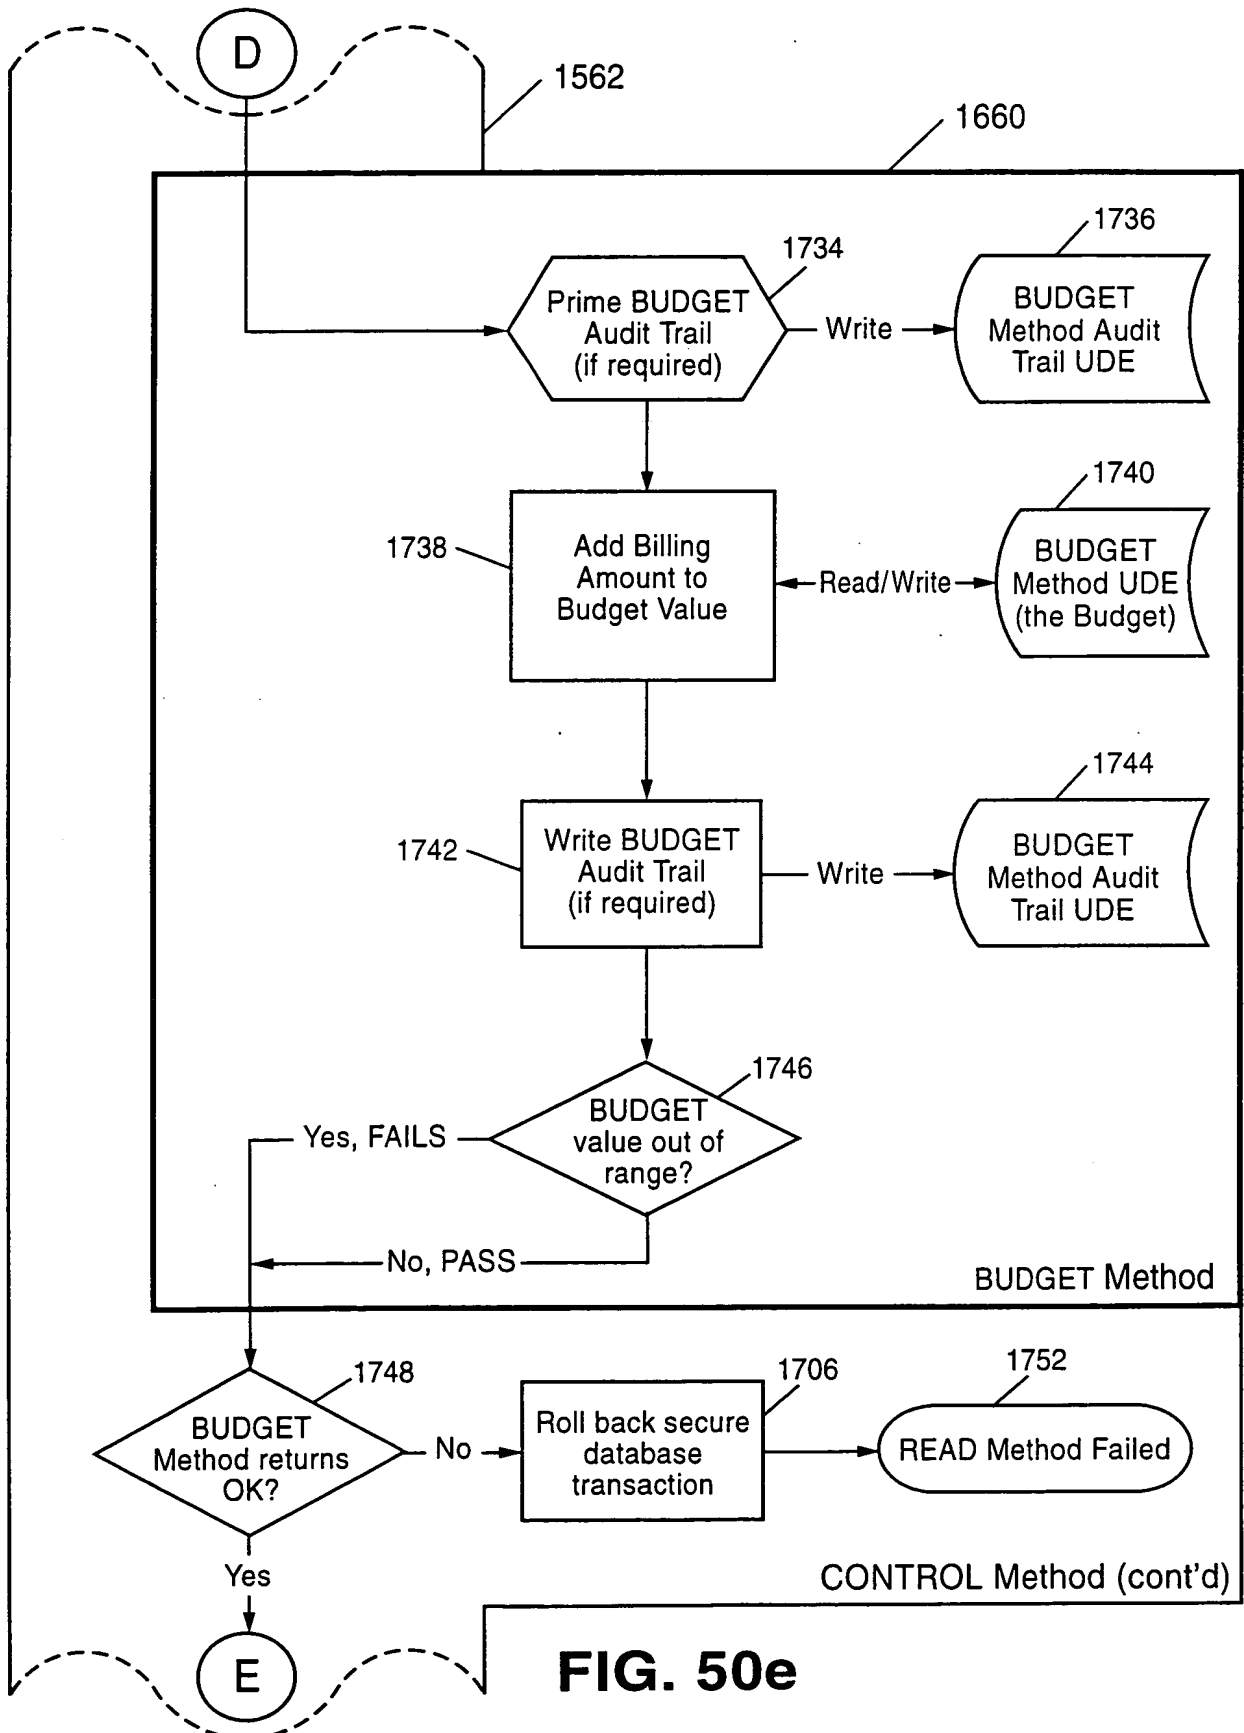 D
1562
1660
1736
1734
Prime BUDGET
Audit Trail
(if required)
Write
BUDGET
Method Audit
Trail UDE
1740
1738
Add Billing
Amount to
Budget Value
Read/Write
BUDGET
Method UDE
(the Budget)
1744
1742
Write BUDGET
Audit Trail
(if required)
Write
BUDGET
Method Audit
Trail UDE
1746
BUDGET
value out of
range?
Yes, FAILS
No, PASS
BUDGET Method
1748
BUDGET
Method returns
OK?
No
1706
Roll back secure
database
transaction
1752
READ Method Failed
Yes
CONTROL Method (cont'd)
E
FIG. 50e